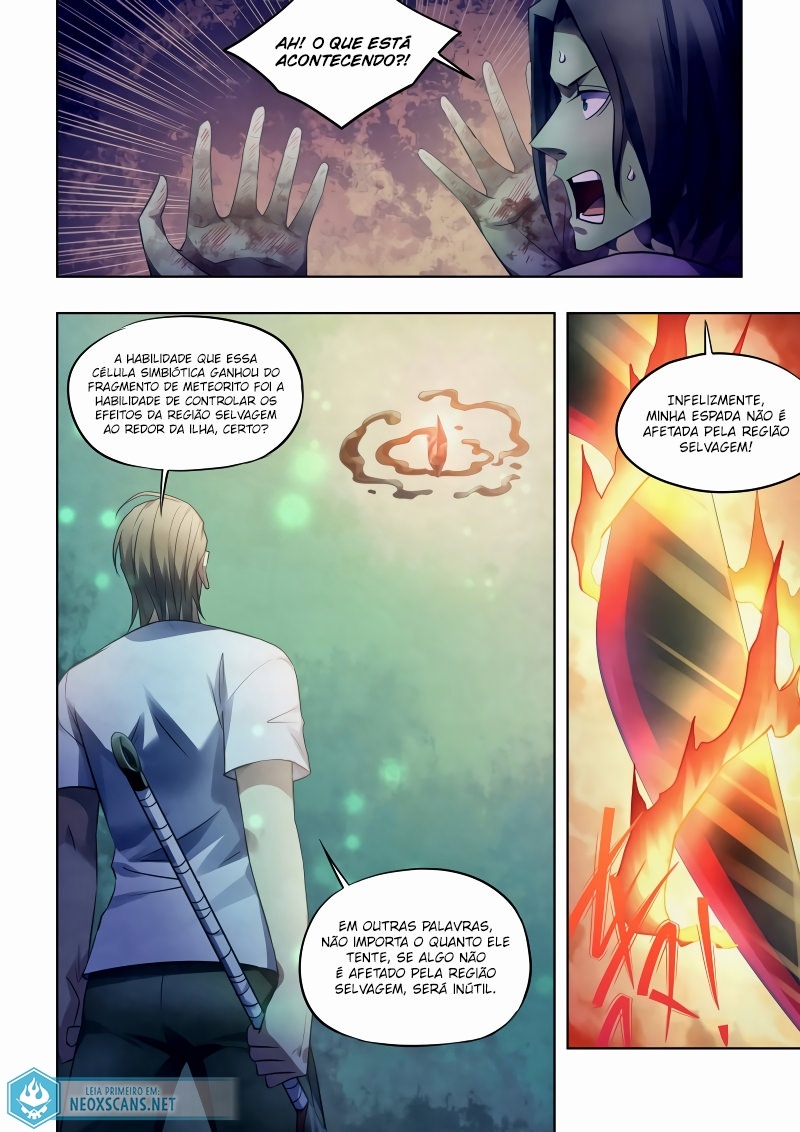 AH! O QUE ESTÁ
ACONTECENDO?!
A HABILIDADE QUE ESSA
CÉLULA SIMBIÓTICA GANHOU DO
FRAGMENTO DE METEORITO FOI A
HABILIDADE DE CONTROLAR OS
EFEITOS DA REGIÃO SELVAGEM
AO REDOR DA ILHA, CERTO?
INFELIZMENTE,
MINHA ESPADA NÃO É
AFETADA PELA REGIÃO
SELVAGEM!
EM OUTRAS PALAVRAS,
NÃO IMPORTA O QUANTO ELE
TENTE, SE ALGO NÃO
É AFETADO PELA REGIÃO
SELVAGEM, SERÁ INÚTIL.
LEIA PRIMEIRO EM:
NEOXSCANS.NET